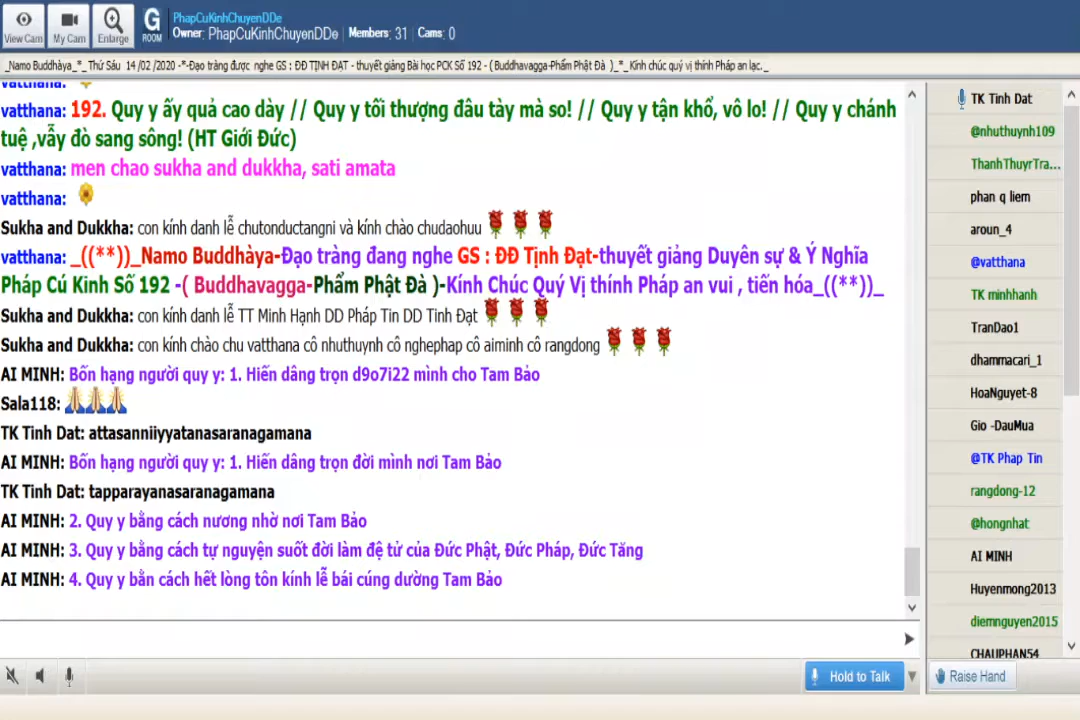 View Cam
My Cam
Enlarge
G
ROOM
PhapCuKinhChuyenDDe
Owner: PhapCuKinhChuyenDDe Members: 31 Cams: 0
_Namo Buddhàya_*_ Thứ Sáu 14 /02 /2020 -*-Đạo tràng được nghe GS : ĐĐ TỊNH ĐẠT - thuyết giảng Bài học PCK Số 192 - ( Buddhavagga-Phẩm Phật Đà )_*_ Kính chúc quý vị thính Pháp an lạc._
vatthana:
vatthana: 192. Quy y ấy quả cao dày // Quy y tối thượng đâu tày mà so! // Quy y tận khổ, vô lo! // Quy y chánh
tuệ ,vẫy đò sang sông! (HT Giới Đức)
vatthana: men chao sukha and dukkha, sati amata
vatthana:
Sukha and Dukkha: con kính danh lễ chutonductangni và kính chào chudaohuu
vatthana: _((**))_Namo Buddhàya-Đạo tràng đang nghe GS : ĐĐ Tịnh Đạt-thuyết giảng Duyên sự & Ý Nghĩa
Pháp Cú Kinh Số 192 -( Buddhavagga-Phẩm Phật Đà )-Kính Chúc Quý Vị thính Pháp an vui , tiến hóa_((**))_
Sukha and Dukkha: con kính danh lễ TT Minh Hạnh DD Pháp Tin DD Tinh Đạt
Sukha and Dukkha: con kính chào chu vatthana cô nhuthuynh cô nghephap cô aiminh cô rangdong
AI MINH: Bốn hạng người quy y: 1. Hiến dâng trọn d9o7i22 mình cho Tam Bảo
Sala118:
TK Tinh Dat: attasanniiyyatanasaranagamana
AI MINH: Bốn hạng người quy y: 1. Hiến dâng trọn đời mình nơi Tam Bảo
TK Tinh Dat: tapparayanasaranagamana
AI MINH: 2. Quy y bằng cách nương nhờ nơi Tam Bảo
AI MINH: 3. Quy y bằng cách tự nguyện suốt đời làm đệ tử của Đức Phật, Đức Pháp, Đức Tăng
AI MINH: 4. Quy y bằn cách hết lòng tôn kính lễ bái cúng dường Tam Bảo
Hold to Talk
TK Tinh Dat
@nhuthuynh109
ThanhThuyrTra...
phan q liem
aroun_4
@vatthana
TK minhhanh
TranDao1
dhammacari_1
HoaNguyet-8
Gio -DauMua
@TK Phap Tin
rangdong-12
@hongnhat
AI MINH
Huyenmong2013
diemnguyen2015
CHAUPHAN54
Raise Hand